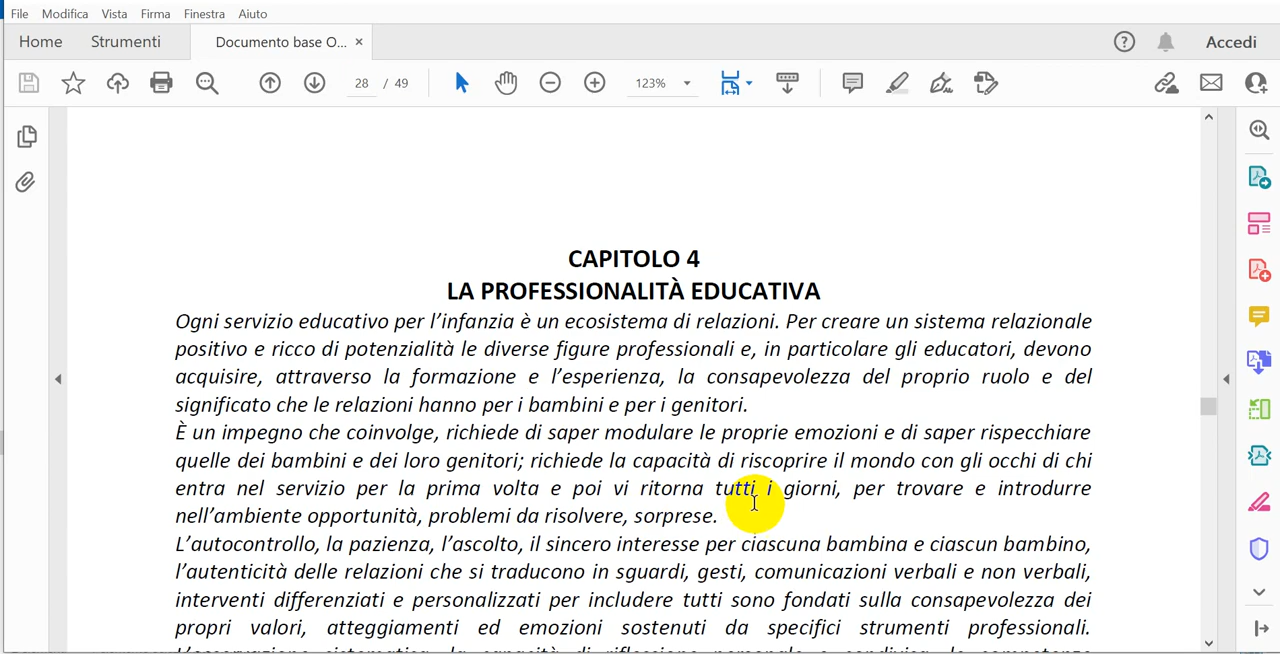 File Modifica Vista Firma Finestra Aiuto
Home Strumenti Documento base O... × Accedi
28 / 49 123%
CAPITOLO 4
LA PROFESSIONALITÀ EDUCATIVA
Ogni servizio educativo per l’infanzia è un ecosistema di relazioni. Per creare un sistema relazionale
positivo e ricco di potenzialità le diverse figure professionali e, in particolare gli educatori, devono
acquisire, attraverso la formazione e l’esperienza, la consapevolezza del proprio ruolo e del
significato che le relazioni hanno per i bambini e per i genitori.
È un impegno che coinvolge, richiede di saper modulare le proprie emozioni e di saper rispecchiare
quelle dei bambini e dei loro genitori; richiede la capacità di riscoprire il mondo con gli occhi di chi
entra nel servizio per la prima volta e poi vi ritorna tutti i giorni, per trovare e introdurre
nell’ambiente opportunità, problemi da risolvere, sorprese.
L’autocontrollo, la pazienza, l’ascolto, il sincero interesse per ciascuna bambina e ciascun bambino,
l’autenticità delle relazioni che si traducono in sguardi, gesti, comunicazioni verbali e non verbali,
interventi differenziati e personalizzati per includere tutti sono fondati sulla consapevolezza dei
propri valori, atteggiamenti ed emozioni sostenuti da specifici strumenti professionali.